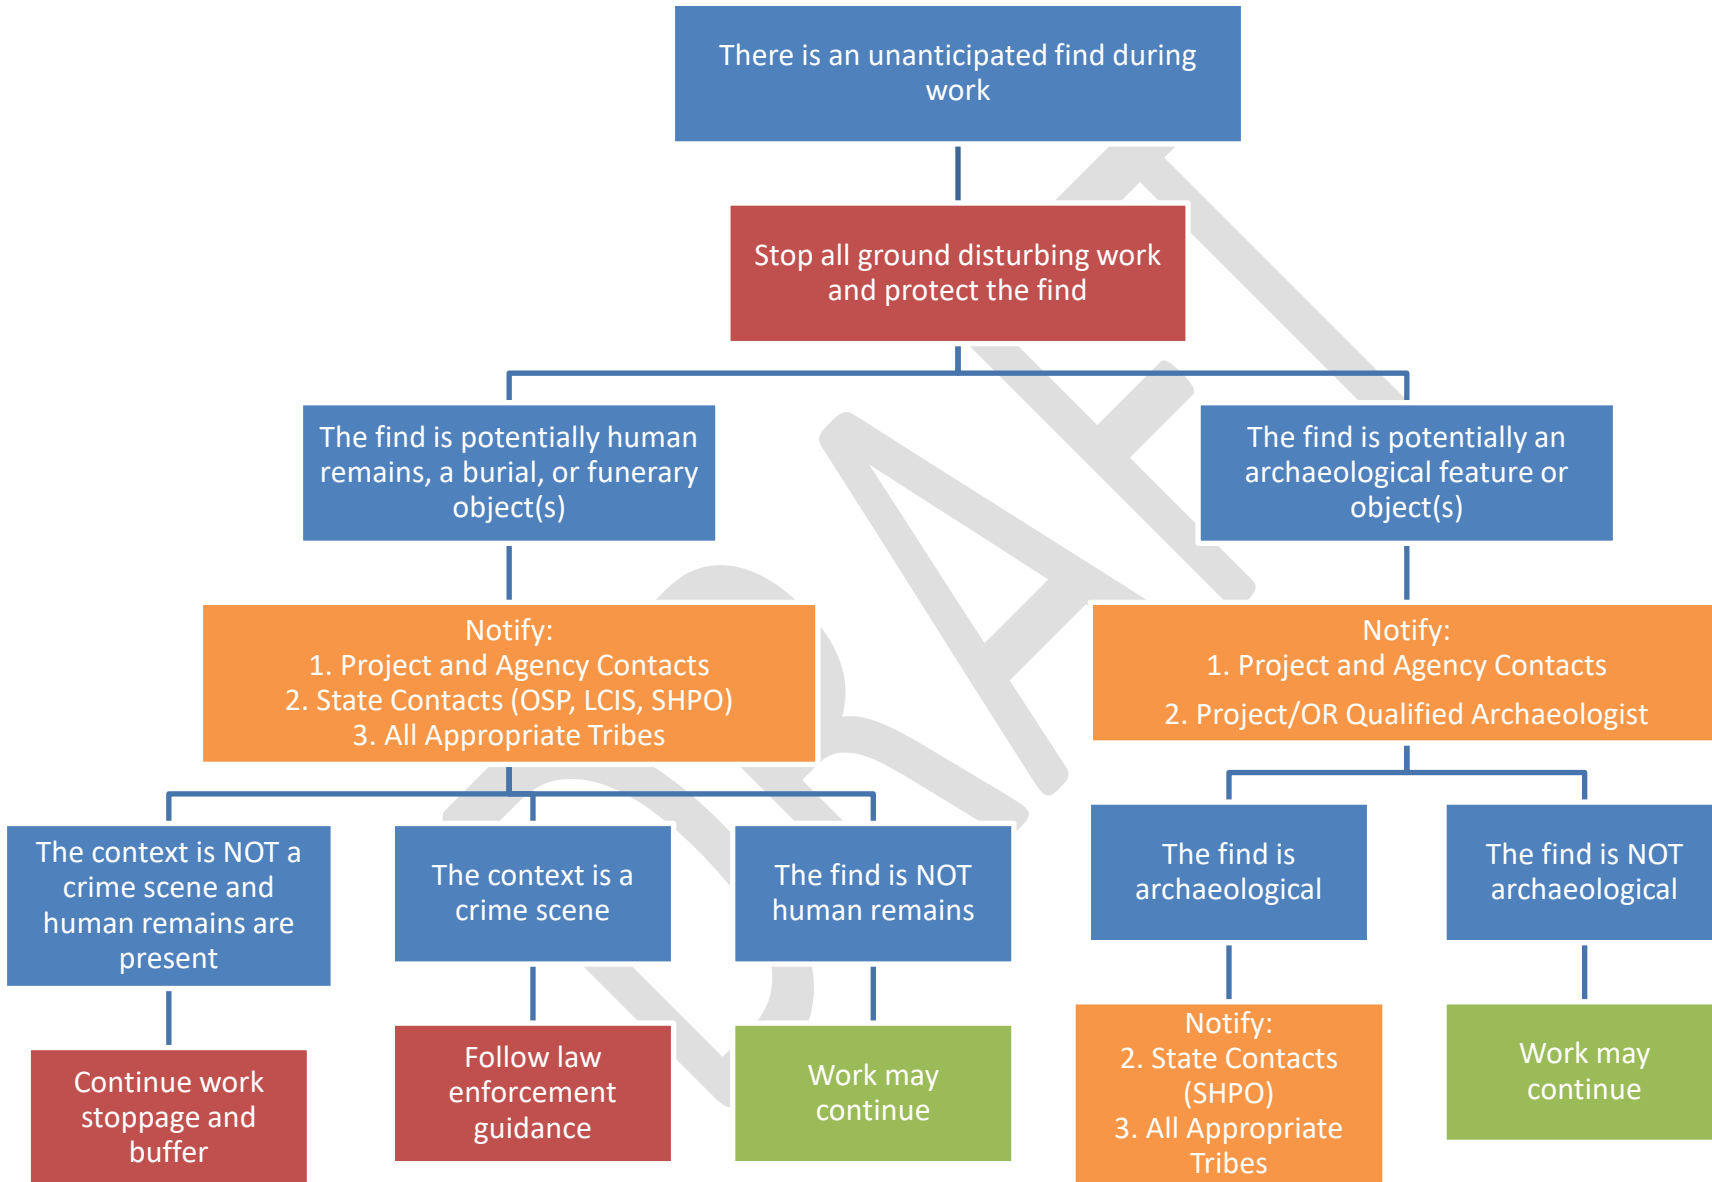 There is an unanticipated find during
work
Stop all ground disturbing work
and protect the find
The find is potentially human
remains, a burial, or funerary
object(s)
The find is potentially an
archaeological feature or
object(s)
Notify:
1. Project and Agency Contacts
2. State Contacts (OSP, LCIS, SHPO)
3. All Appropriate Tribes
Notify:
1. Project and Agency Contacts
2. Project/OR Qualified Archaeologist
The context is NOT a
crime scene and
human remains are
present
The context is a
crime scene
The find is NOT
human remains
The find is
archaeological
The find is NOT
archaeological
Continue work
stoppage and
buffer
Follow law
enforcement
guidance
Work may
continue
Notify:
2. State Contacts
(SHPO)
3. All Appropriate
Tribes
Work may
continue
DRAFT